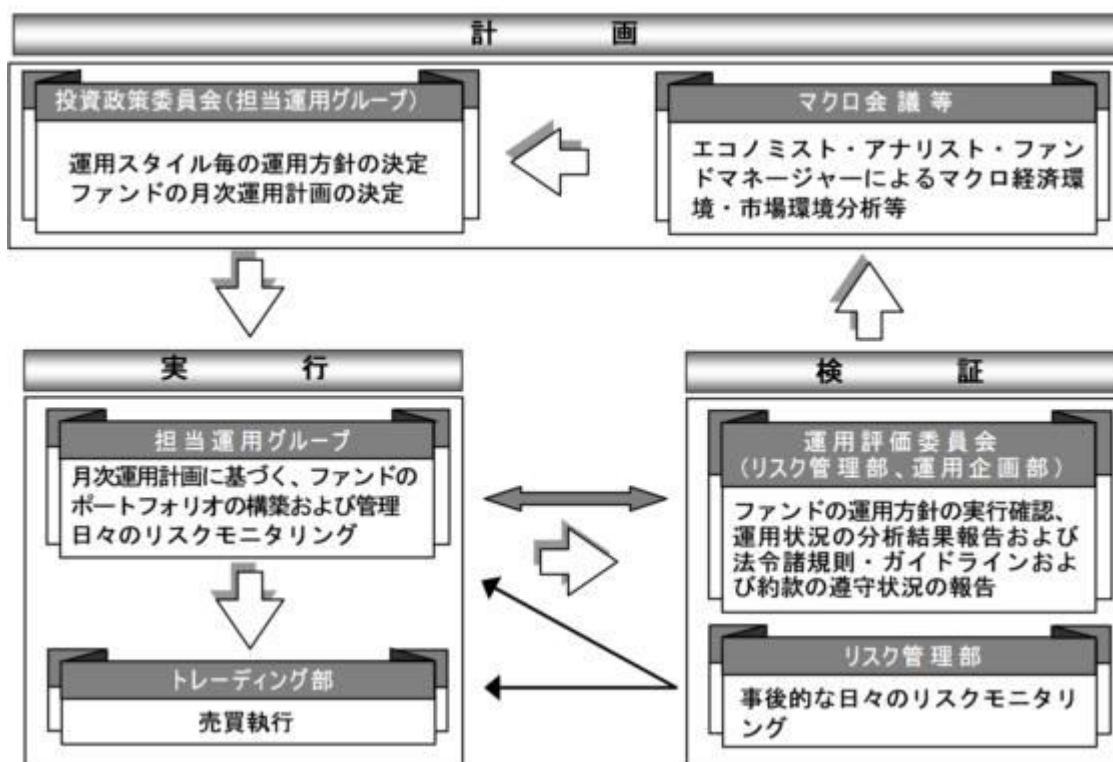 計画
投資政策委員会(担当運用グループ)
運用スタイル毎の運用方針の決定
ファンドの月次運用計画の決定
マクロ会議等
エコノミスト・アナリスト・ファン
ドマネージャーによるマクロ経済環
境・市場環境分析等
実行
担当運用グループ
月次運用計画に基づく、ファンドの
ポートフォリオの構築および管理
日々のリスクモニタリング
トレーディング部
売買執行
検証
運用評価委員会
(リスク管理部、運用企画部)
ファンドの運用方針の実行確認、
運用状況の分析結果報告および
法令諸規則・ガイドラインおよ
び約款の遵守状況の報告
リスク管理部
事後的な日々のリスクモニタリ
ング